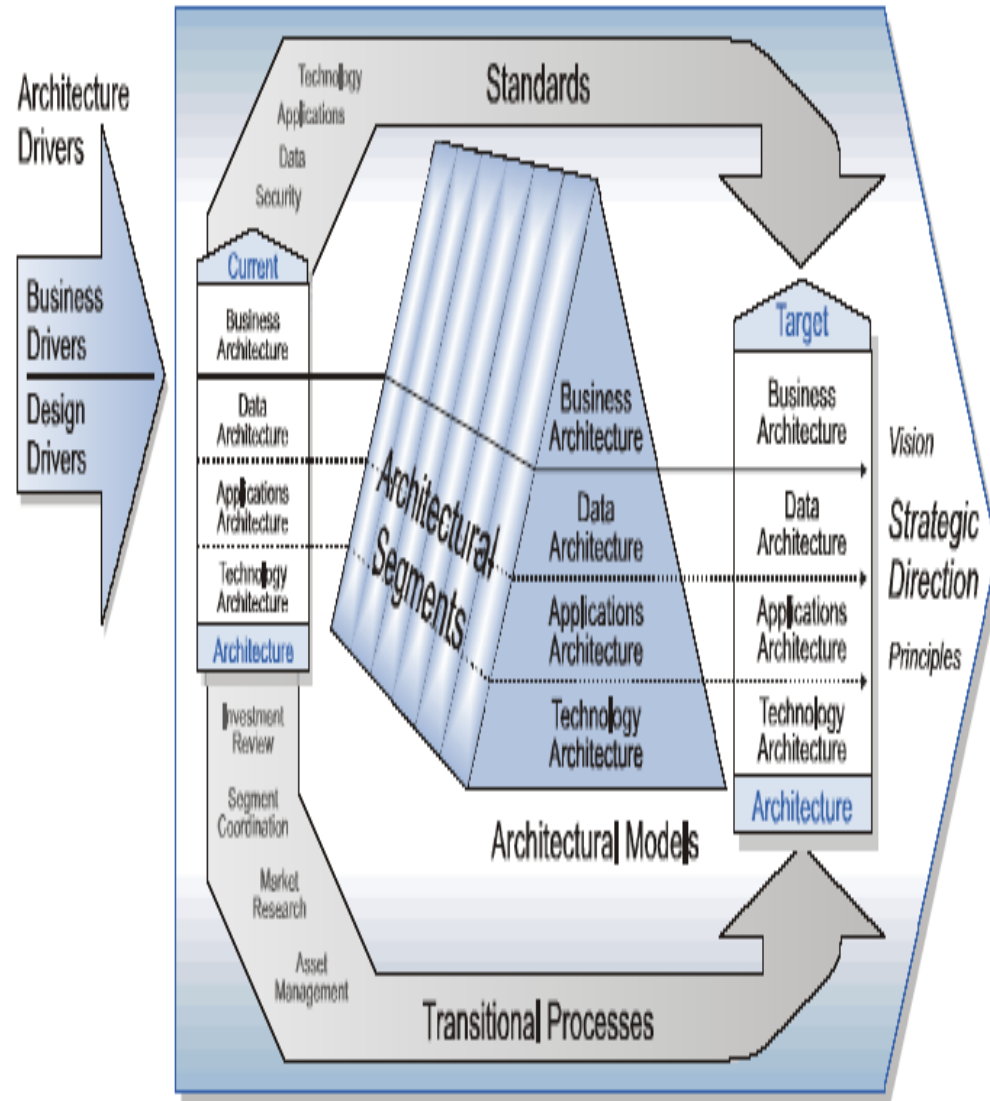 Architecture
Drivers
Business
Drivers
Design
Drivers
Technology
Applications
Data
Security
Standards
Current
Business
Architecture
Data
Architecture
Applications
Architecture
Technology
Architecture
Architecture
Investment
Review
Segment
Coordination
Market
Research
Asset
Management
Transitional Processes
Architectural
Segments
Business
Architecture
Data
Architecture
Applications
Architecture
Technology
Architecture
Architectural Models
Target
Business
Architecture
Data
Architecture
Applications
Architecture
Technology
Architecture
Architecture
Vision
Strategic
Direction
Principles